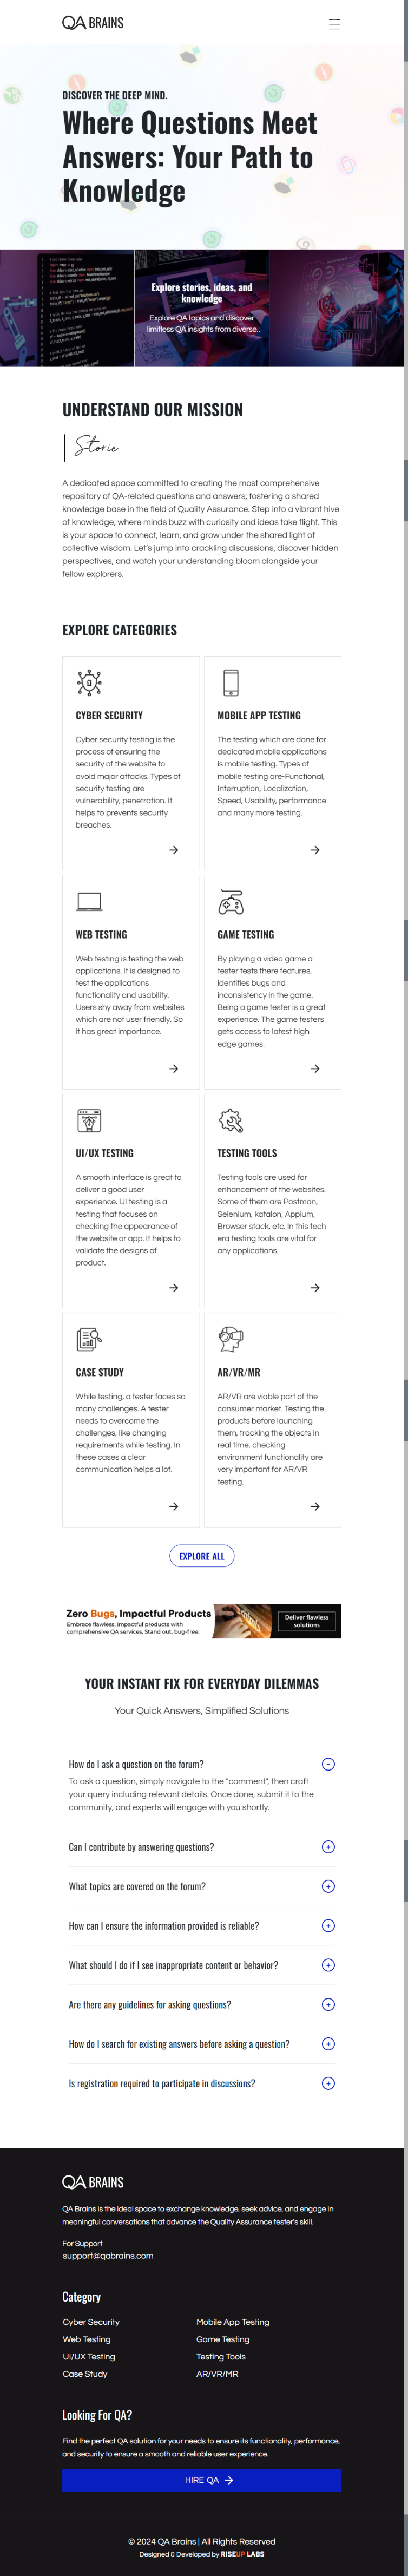 QA BRAINS
DISCOVER THE DEEP MIND.
Where Questions Meet
Answers: Your Path to
Knowledge
Explore stories, ideas, and
knowledge
Explore QA topics and discover
limitless QA insights from diverse..
UNDERSTAND OUR MISSION
Storie
A dedicated space committed to creating the most comprehensive
repository of QA-related questions and answers, fostering a shared
knowledge base in the field of Quality Assurance. Step into a vibrant hive
of knowledge, where minds buzz with curiosity and ideas take flight. This
is your space to connect, learn, and grow under the shared light of
collective wisdom. Let's jump into crackling discussions, discover hidden
perspectives, and watch your understanding bloom alongside your
fellow explorers.
EXPLORE CATEGORIES
CYBER SECURITY
Cyber security testing is the
process of ensuring the
security of the website to
avoid major attacks. Types of
security testing are
vulnerability, penetration. It
helps to prevents security
breaches.
MOBILE APP TESTING
The testing which are done for
dedicated mobile applications
is mobile testing. Types of
mobile testing are-Functional,
Interruption, Localization,
Speed, Usability, performance
and many more testing.
WEB TESTING
Web testing is testing the web
applications. It is designed to
test the applications
functionality and usability.
Users shy away from websites
which are not user friendly. So
it has great importance.
GAME TESTING
By playing a video game a
tester tests the features,
identifies bugs and
inconsistency in the game.
Being a game tester is a great
experience. The game testers
gets access to latest high
edge games.
UI/UX TESTING
A smooth interface is great to
deliver a good user
experience. UI testing is a
testing that focuses on
checking the appearance of
the website or app. It helps to
validate the designs of
product.
TESTING TOOLS
Testing tools are used for
enhancement of the websites.
Some of them are Postman,
Selenium, katalon, Appium,
Browser stack, etc. In this tech
era testing tools are vital for
any applications.
CASE STUDY
While testing, a tester faces so
many challenges. A tester
needs to overcome the
challenges, like changing
requirements while testing. In
these cases a clear
communication helps a lot.
AR/VR/MR
AR/VR are viable part of the
consumer market. Testing the
products before launching
them, tracking the objects in
real time, checking
environment functionality are
very important for AR/VR
testing.
EXPLORE ALL
Zero Bugs, Impactful Products
Embrace flawless, impactful products with
comprehensive QA services. Stand out, bug-free.
Deliver flawless
solutions
YOUR INSTANT FIX FOR EVERYDAY DILEMMAS
Your Quick Answers, Simplified Solutions
How do I ask a question on the forum?
To ask a question, simply navigate to the "comment", then craft
your query including relevant details. Once done, submit it to the
community, and experts will engage with you shortly.
Can I contribute by answering questions?
What topics are covered on the forum?
How can I ensure the information provided is reliable?
What should I do if I see inappropriate content or behavior?
Are there any guidelines for asking questions?
How do I search for existing answers before asking a question?
Is registration required to participate in discussions?
QA BRAINS
QA Brains is the ideal space to exchange knowledge, seek advice, and engage in
meaningful conversations that advance the Quality Assurance tester's skill.
For Support
support@qabrains.com
Category
Cyber Security
Mobile App Testing
Web Testing
Game Testing
UI/UX Testing
Testing Tools
Case Study
AR/VR/MR
Looking For QA?
Find the perfect QA solution for your needs to ensure its functionality, performance,
and security to ensure a smooth and reliable user experience.
HIRE QA
© 2024 QA Brains | All Rights Reserved
Designed & Developed by RISEUP LABS